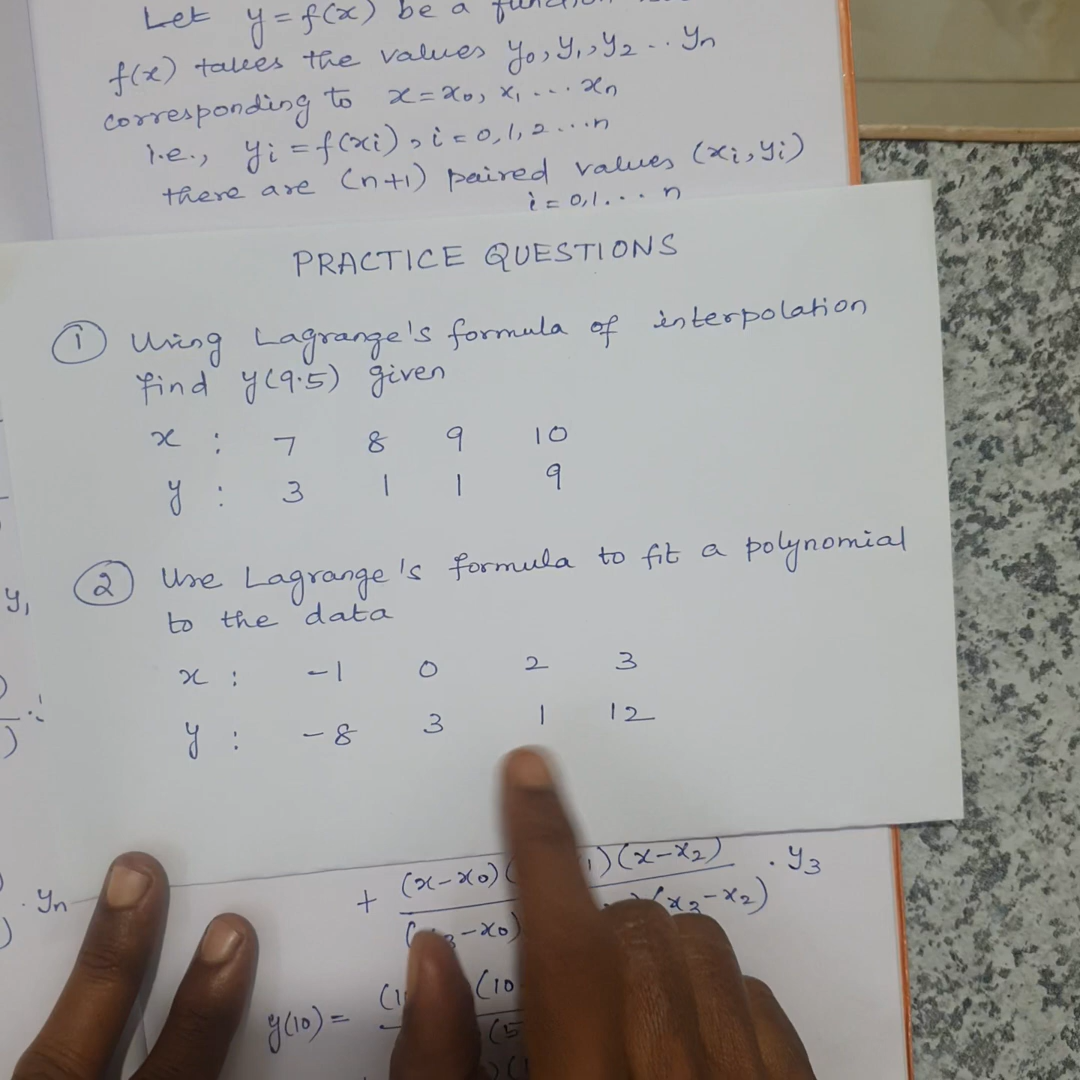 Let y = f(x) be a
f(x) takes the values y₀, y₁, y₂ .. yₙ
corresponding to x = x₀, x₁ ... xₙ
i.e., yᵢ = f(xᵢ), i = 0, 1, 2 ... n
there are (n+1) paired values (xᵢ, yᵢ)
i = 0, 1 ... n
PRACTICE QUESTIONS
① Using Lagrange's formula of interpolation
find y(9.5) given
x : 7 8 9 10
y : 3 1 1 9
② Use Lagrange's formula to fit a polynomial
to the data
x : -1 0 2 3
y : -8 3 1 12
y₁
+ (x-x₀) (x-x₂) . y₃
-x₀) (x₃-x₂)
. yₙ
y(10) = (10